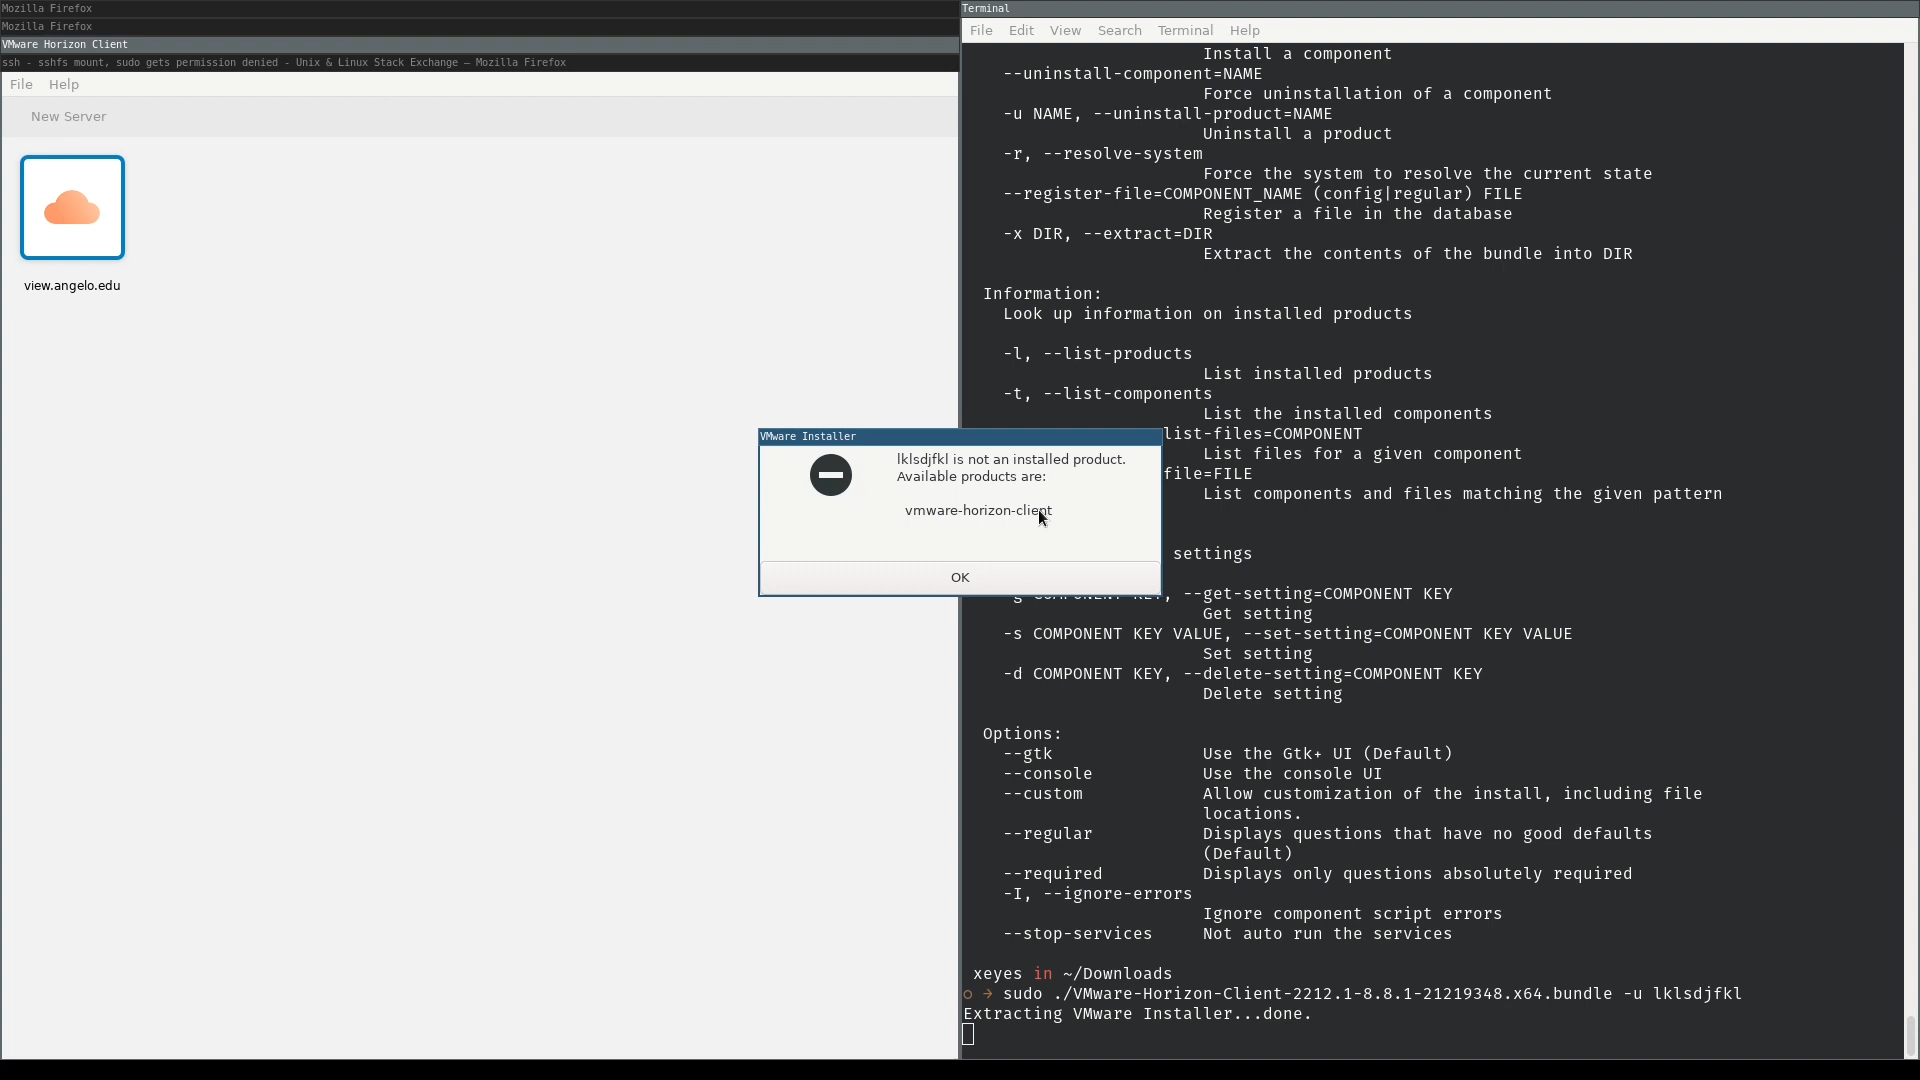 Mozilla Firefox
Mozilla Firefox
VMware Horizon Client
ssh - sshfs mount, sudo gets permission denied - Unix & Linux Stack Exchange — Mozilla Firefox
File Help
New Server
view.angelo.edu
Terminal
File Edit View Search Terminal Help
Install a component
--uninstall-component=NAME
Force uninstallation of a component
-u NAME, --uninstall-product=NAME
Uninstall a product
-r, --resolve-system
Force the system to resolve the current state
--register-file=COMPONENT_NAME (config|regular) FILE
Register a file in the database
-x DIR, --extract=DIR
Extract the contents of the bundle into DIR
Information:
Look up information on installed products
-l, --list-products
List installed products
-t, --list-components
List the installed components
list-files=COMPONENT
List files for a given component
file=FILE
List components and files matching the given pattern
settings
-g COMPONENT KEY, --get-setting=COMPONENT KEY
Get setting
-s COMPONENT KEY VALUE, --set-setting=COMPONENT KEY VALUE
Set setting
-d COMPONENT KEY, --delete-setting=COMPONENT KEY
Delete setting
Options:
--gtk Use the Gtk+ UI (Default)
--console Use the console UI
--custom Allow customization of the install, including file
locations.
--regular Displays questions that have no good defaults
(Default)
--required Displays only questions absolutely required
-I, --ignore-errors
Ignore component script errors
--stop-services Not auto run the services
xeyes in ~/Downloads
○ → sudo ./VMware-Horizon-Client-2212.1-8.8.1-21219348.x64.bundle -u lklsdjfkl
Extracting VMware Installer...done.
VMware Installer
lklsdjfkl is not an installed product.
Available products are:
vmware-horizon-client
OK